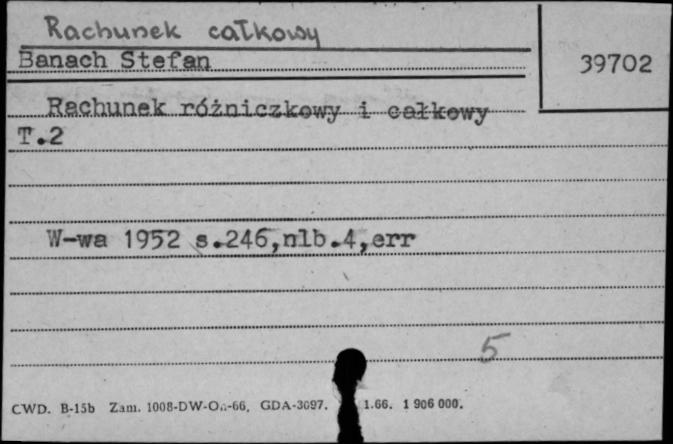 Rachunek całkowy
Banach Stefan
39702
Rachunek różniczkowy i całkowy
T.2
W-wa 1952 s.246,nlb.4,err
5
CWD. B-15b Zam. 1008-DW-On-66, GDA-3097. 1.66. 1 906 000.